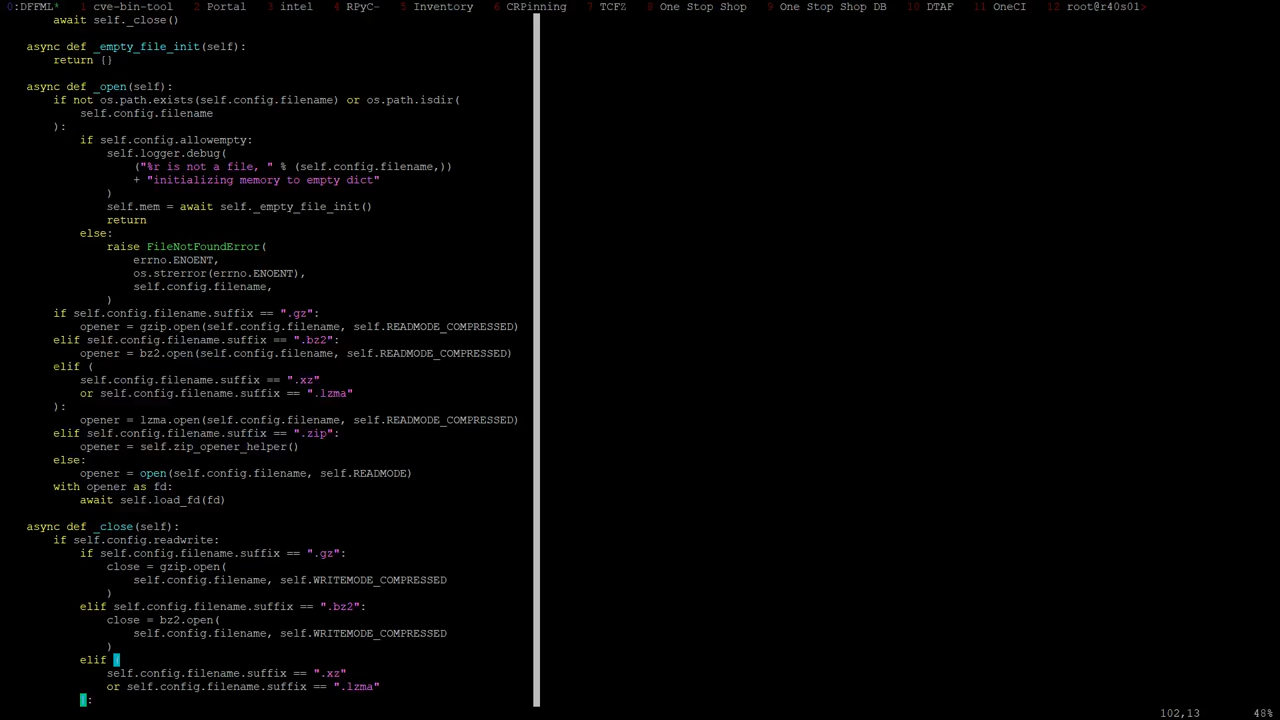 0:DFFML* 1 cve-bin-tool 2 Portal 3 intel 4 RPyC- 5 Inventory 6 CRPinning 7 TCFZ 8 One Stop Shop 9 One Stop Shop DB 10 DTAF 11 OneCI 12 root@r40s01>
        await self._close()

    async def _empty_file_init(self):
        return {}

    async def _open(self):
        if not os.path.exists(self.config.filename) or os.path.isdir(
            self.config.filename
        ):
            if self.config.allowempty:
                self.logger.debug(
                    ("%r is not a file, " % (self.config.filename,))
                    + "initializing memory to empty dict"
                )
                self.mem = await self._empty_file_init()
                return
            else:
                raise FileNotFoundError(
                    errno.ENOENT,
                    os.strerror(errno.ENOENT),
                    self.config.filename,
                )
        if self.config.filename.suffix == ".gz":
            opener = gzip.open(self.config.filename, self.READMODE_COMPRESSED)
        elif self.config.filename.suffix == ".bz2":
            opener = bz2.open(self.config.filename, self.READMODE_COMPRESSED)
        elif (
            self.config.filename.suffix == ".xz"
            or self.config.filename.suffix == ".lzma"
        ):
            opener = lzma.open(self.config.filename, self.READMODE_COMPRESSED)
        elif self.config.filename.suffix == ".zip":
            opener = self.zip_opener_helper()
        else:
            opener = open(self.config.filename, self.READMODE)
        with opener as fd:
            await self.load_fd(fd)

    async def _close(self):
        if self.config.readwrite:
            if self.config.filename.suffix == ".gz":
                close = gzip.open(
                    self.config.filename, self.WRITEMODE_COMPRESSED
                )
            elif self.config.filename.suffix == ".bz2":
                close = bz2.open(
                    self.config.filename, self.WRITEMODE_COMPRESSED
                )
            elif (
                self.config.filename.suffix == ".xz"
                or self.config.filename.suffix == ".lzma"
            ):
102,13 48%